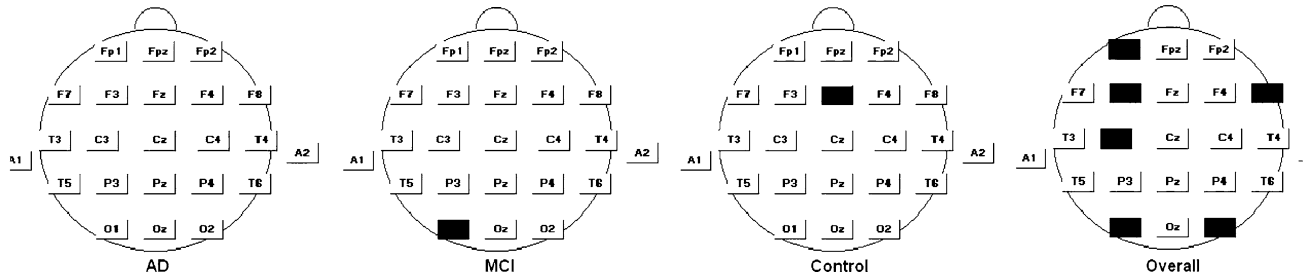 Fp1 Fpz Fp2
F7 F3 Fz F4 F8
T3 C3 Cz C4 T4
A1 A2
T5 P3 Pz P4 T6
O1 Oz O2
AD
Fp1 Fpz Fp2
F7 F3 Fz F4 F8
T3 C3 Cz C4 T4
A1 A2
T5 P3 Pz P4 T6
Oz O2
MCI
Fp1 Fpz Fp2
F7 F3 F4 F8
T3 C3 Cz C4 T4
A1 A2
T5 P3 Pz P4 T6
O1 Oz O2
Control
Fpz Fp2
F7 Fz F4
T3 Cz C4 T4
A1
T5 P3 Pz P4 T6
Oz
Overall